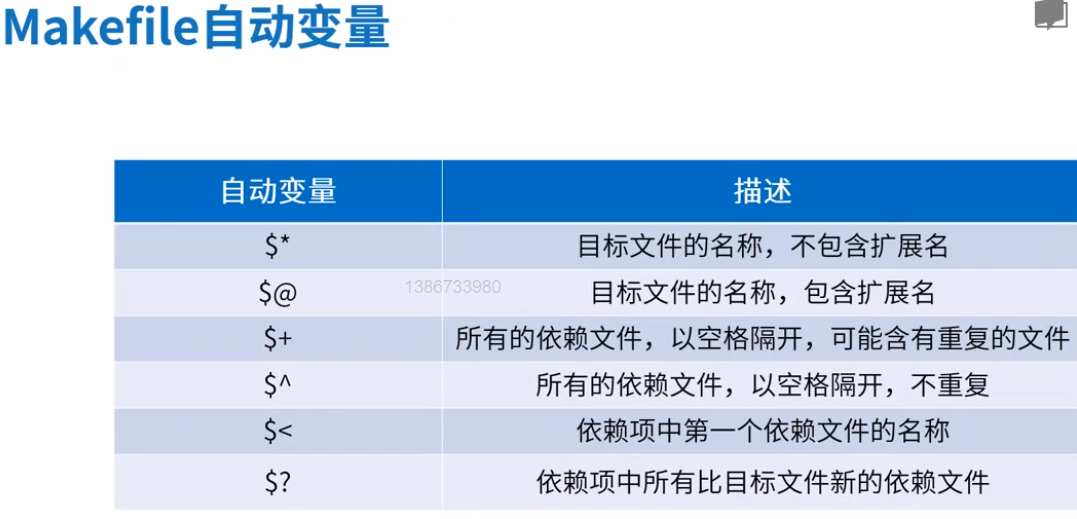 Makefile自动变量
自动变量 描述
$* 目标文件的名称，不包含扩展名
$@ 目标文件的名称，包含扩展名
1386733980
$+ 所有的依赖文件，以空格隔开，可能含有重复的文件
$^ 所有的依赖文件，以空格隔开，不重复
$< 依赖项中第一个依赖文件的名称
$? 依赖项中所有比目标文件新的依赖文件